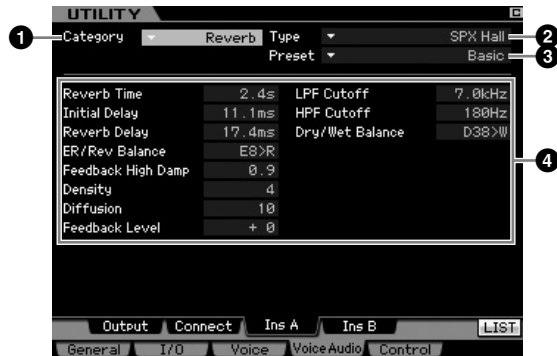 UTILITY C
1 Category Reverb Type SPX Hall 2
Preset Basic 3
Reverb Time 2.4s LPF Cutoff 7.0kHz
Initial Delay 11.1ms HPF Cutoff 180Hz
Reverb Delay 17.4ms Dry/Wet Balance D38>W
ER/Rev Balance E8>R 4
Feedback High Damp 0.9
Density 4
Diffusion 10
Feedback Level + 0
Output Connect Ins A Ins B LIST
General I/O Voice Voice Audio Control